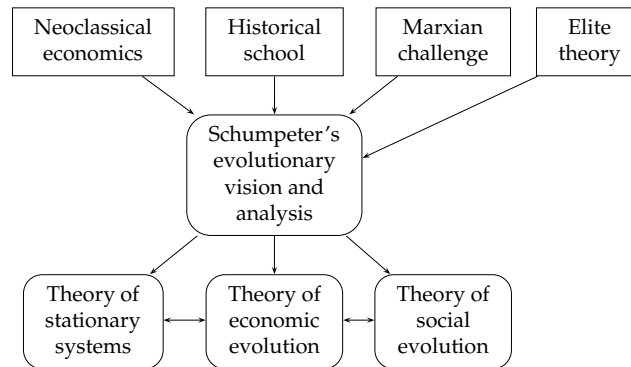 Neoclassical
economics
Historical
school
Marxian
challenge
Elite
theory
Schumpeter's
evolutionary
vision and
analysis
Theory of
stationary
systems
Theory of
economic
evolution
Theory of
social
evolution